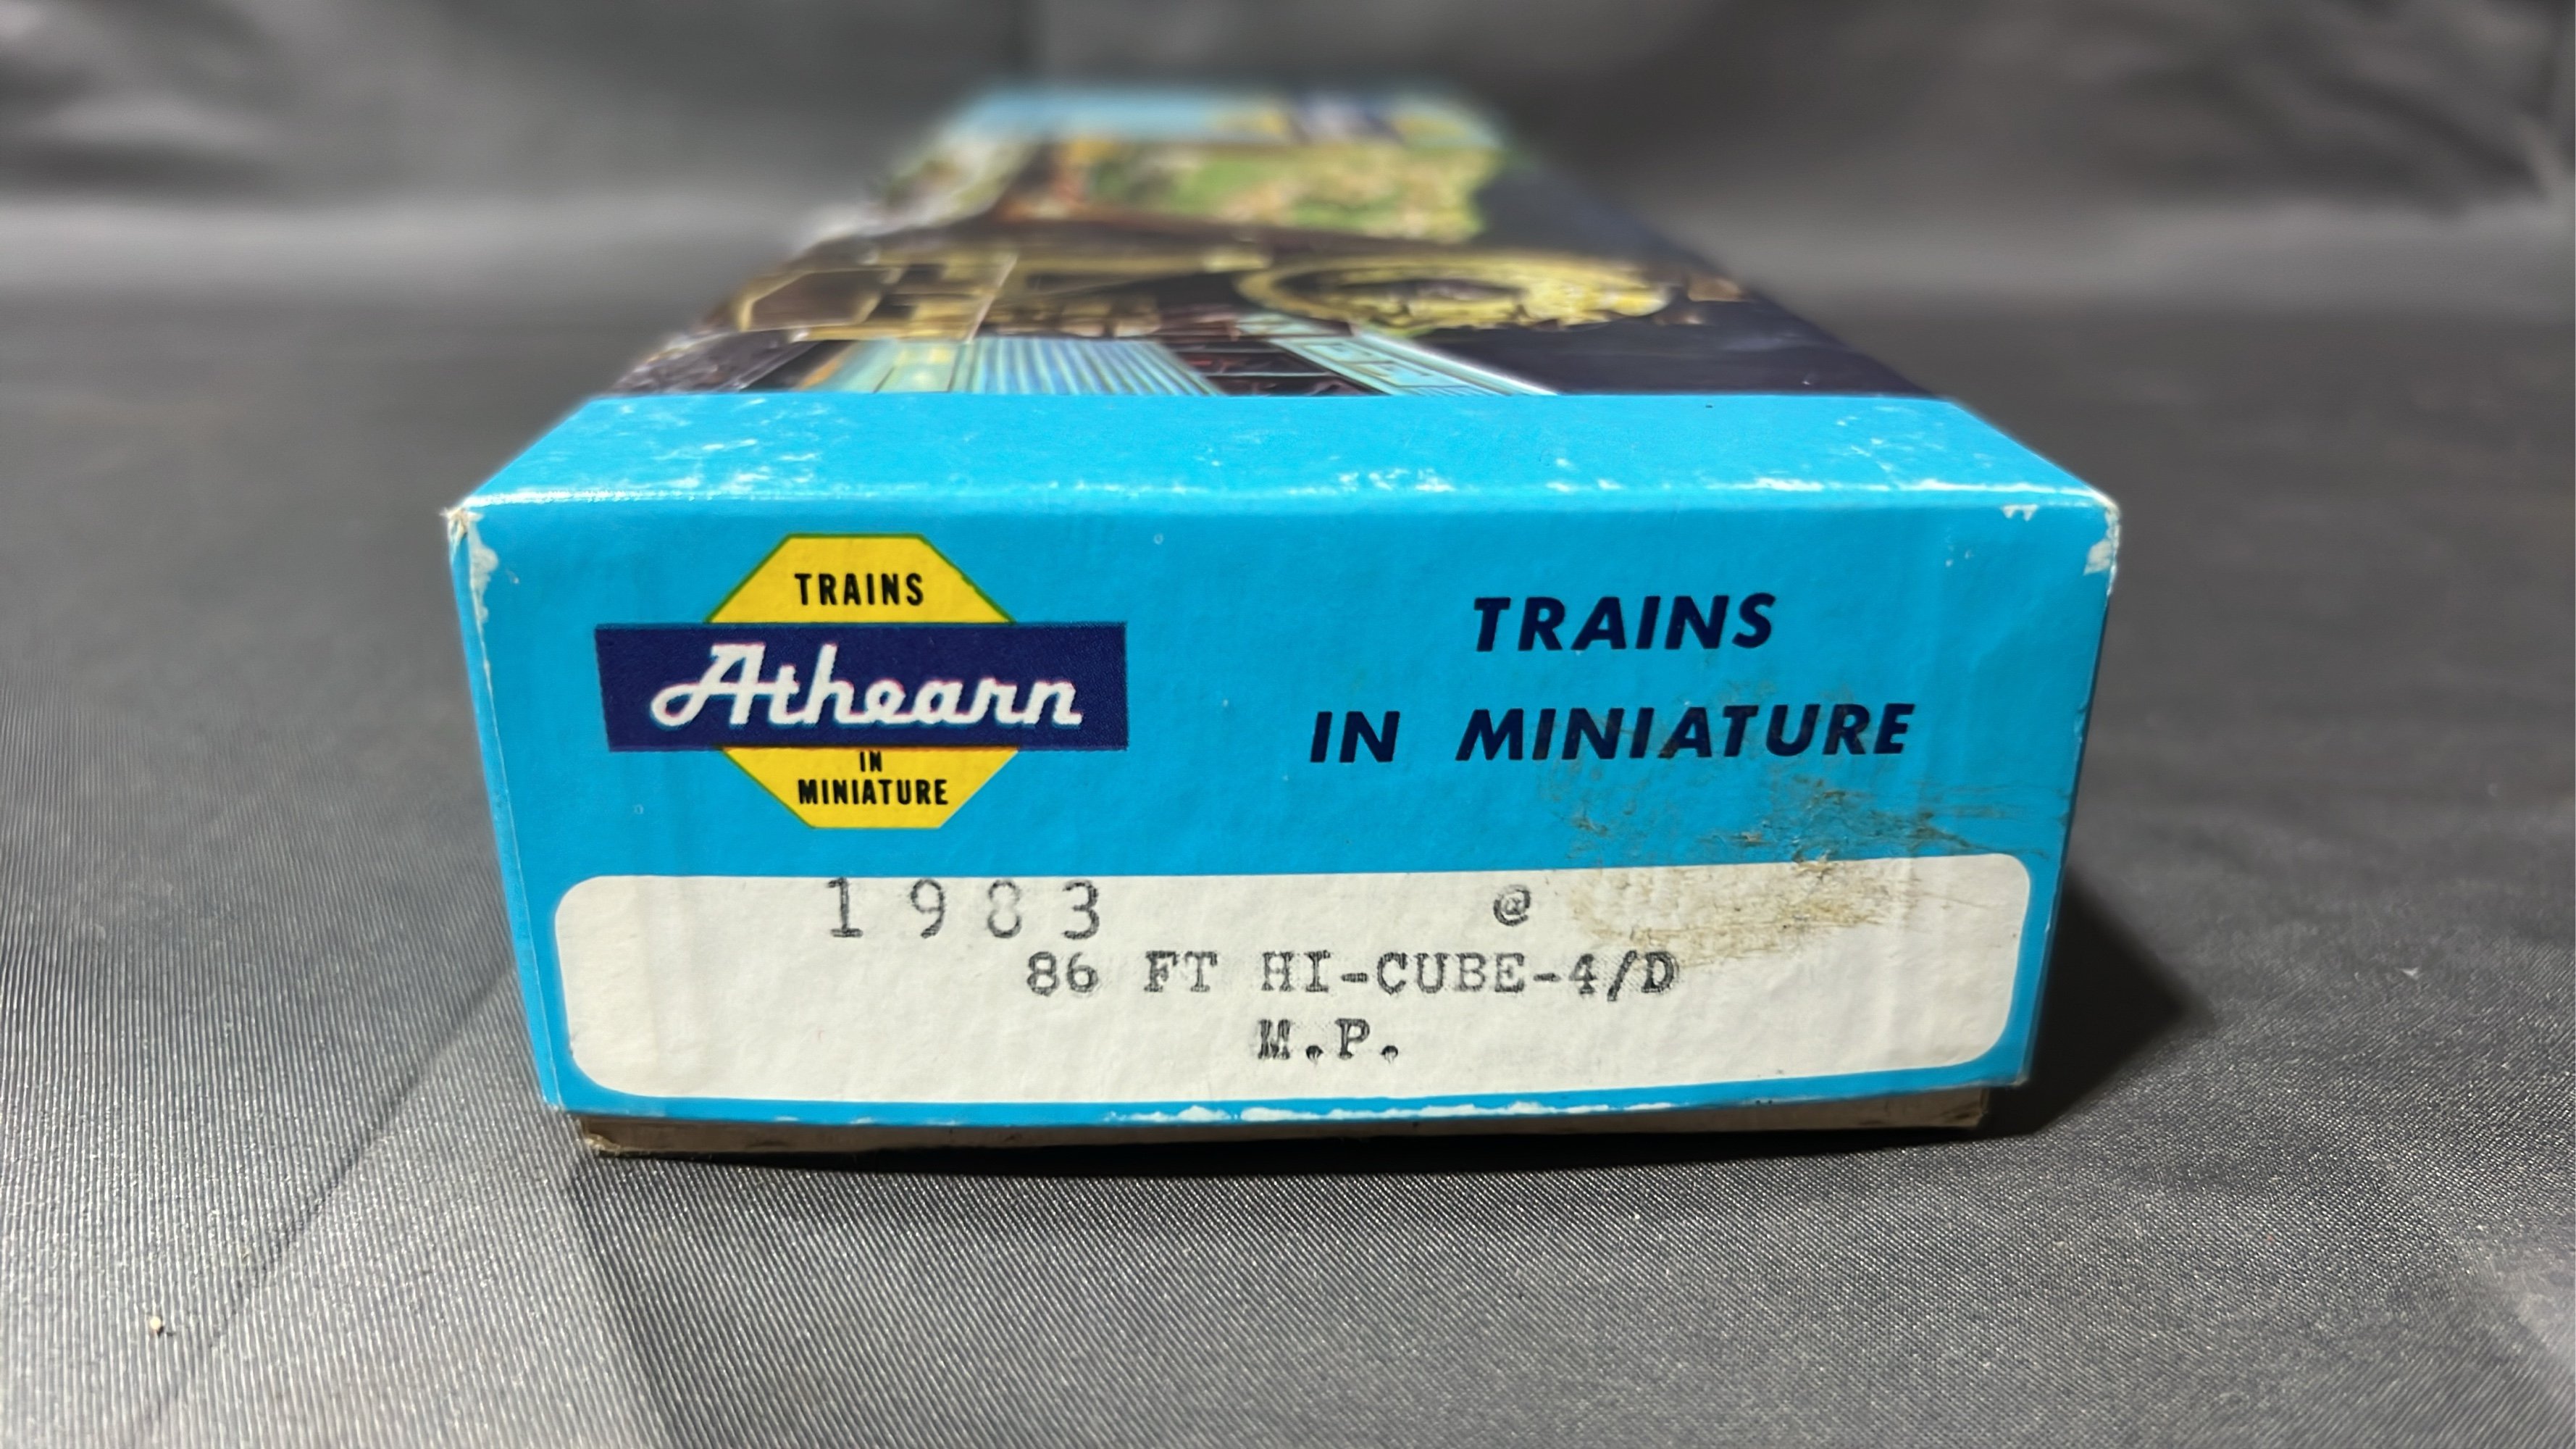 TRAINS
Athearn
IN
MINIATURE
TRAINS
IN MINIATURE
1983 @
86 FT HI-CUBE-4/D
M.P.